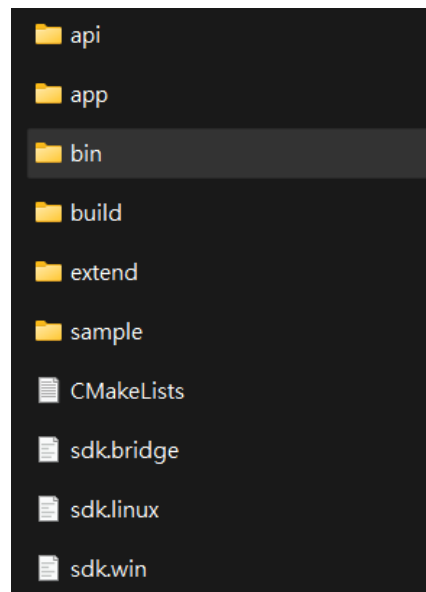 api
app
bin
build
extend
sample
CMakeLists
sdk.bridge
sdk.linux
sdk.win